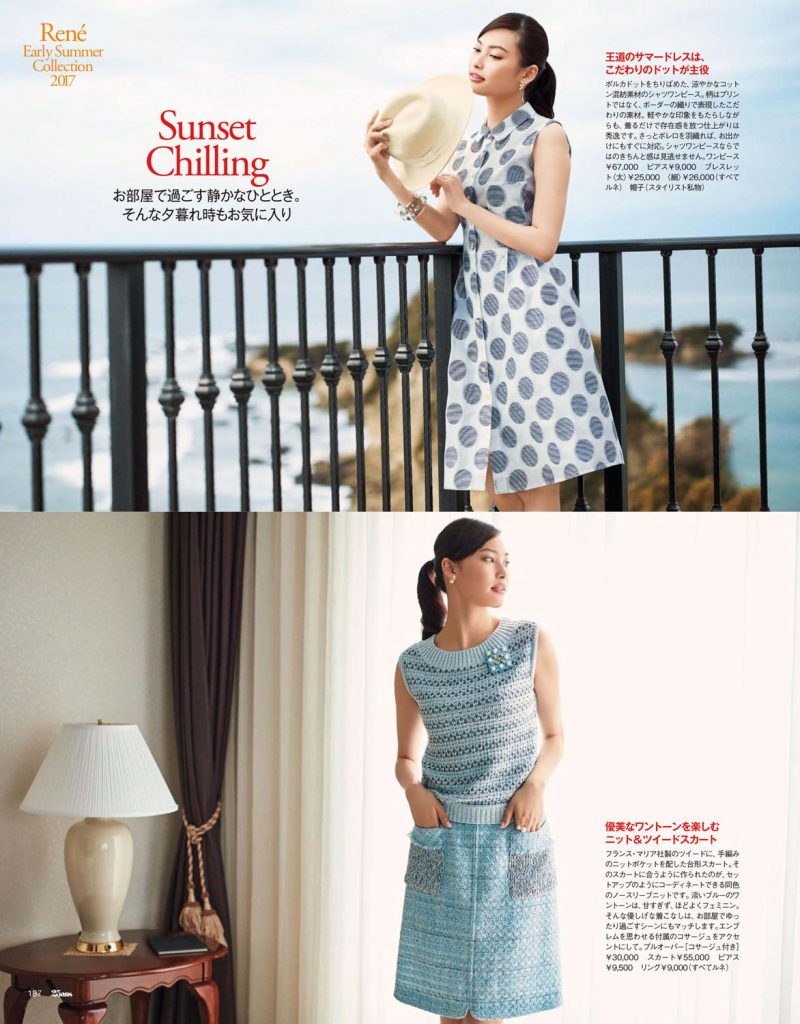 René
Early Summer
Collection
2017
Sunset
Chilling
お部屋で過ごす静かなひととき。
そんな夕暮れ時もお気に入り
王道のサマードレスは、
こだわりのドットが主役
ポルカドットをちりばめた、涼やかなコット
ン混紡素材のシャツワンピース。柄はプリン
トではなく、ボーダーの織りで表現したこだ
わりの素材。軽やかな印象をもたらしなが
らも、着るだけで存在感を放つ仕上がりは
秀逸です。さっとボレロを羽織れば、お出か
けにもすぐに対応。シャツワンピースならで
はのきちんと感は見逃せません。ワンピース
¥67,000　ピアス¥9,000　ブレスレッ
ト〈太〉¥25,000　〈細〉¥26,000（すべて
ルネ）　帽子（スタイリスト私物）
優美なワントーンを楽しむ
ニット＆ツイードスカート
フランス・マリア社製のツイードに、手編み
のニットポケットを配した台形スカート。そ
のスカートに合うように作られたのが、セッ
トアップのようにコーディネートできる同色
のノースリーブニットです。淡いブルーのワ
ントーンは、甘すぎず、ほどよくフェミニン。
そんな優しげな着こなしは、お部屋でゆっ
たり過ごすシーンにもマッチします。エンブ
レムを思わせる付属のコサージュをアクセ
ントにして。プルオーバー［コサージュ付き］
¥30,000　スカート¥55,000　ピアス
¥9,500　リング¥9,000（すべてルネ）
187 25ans